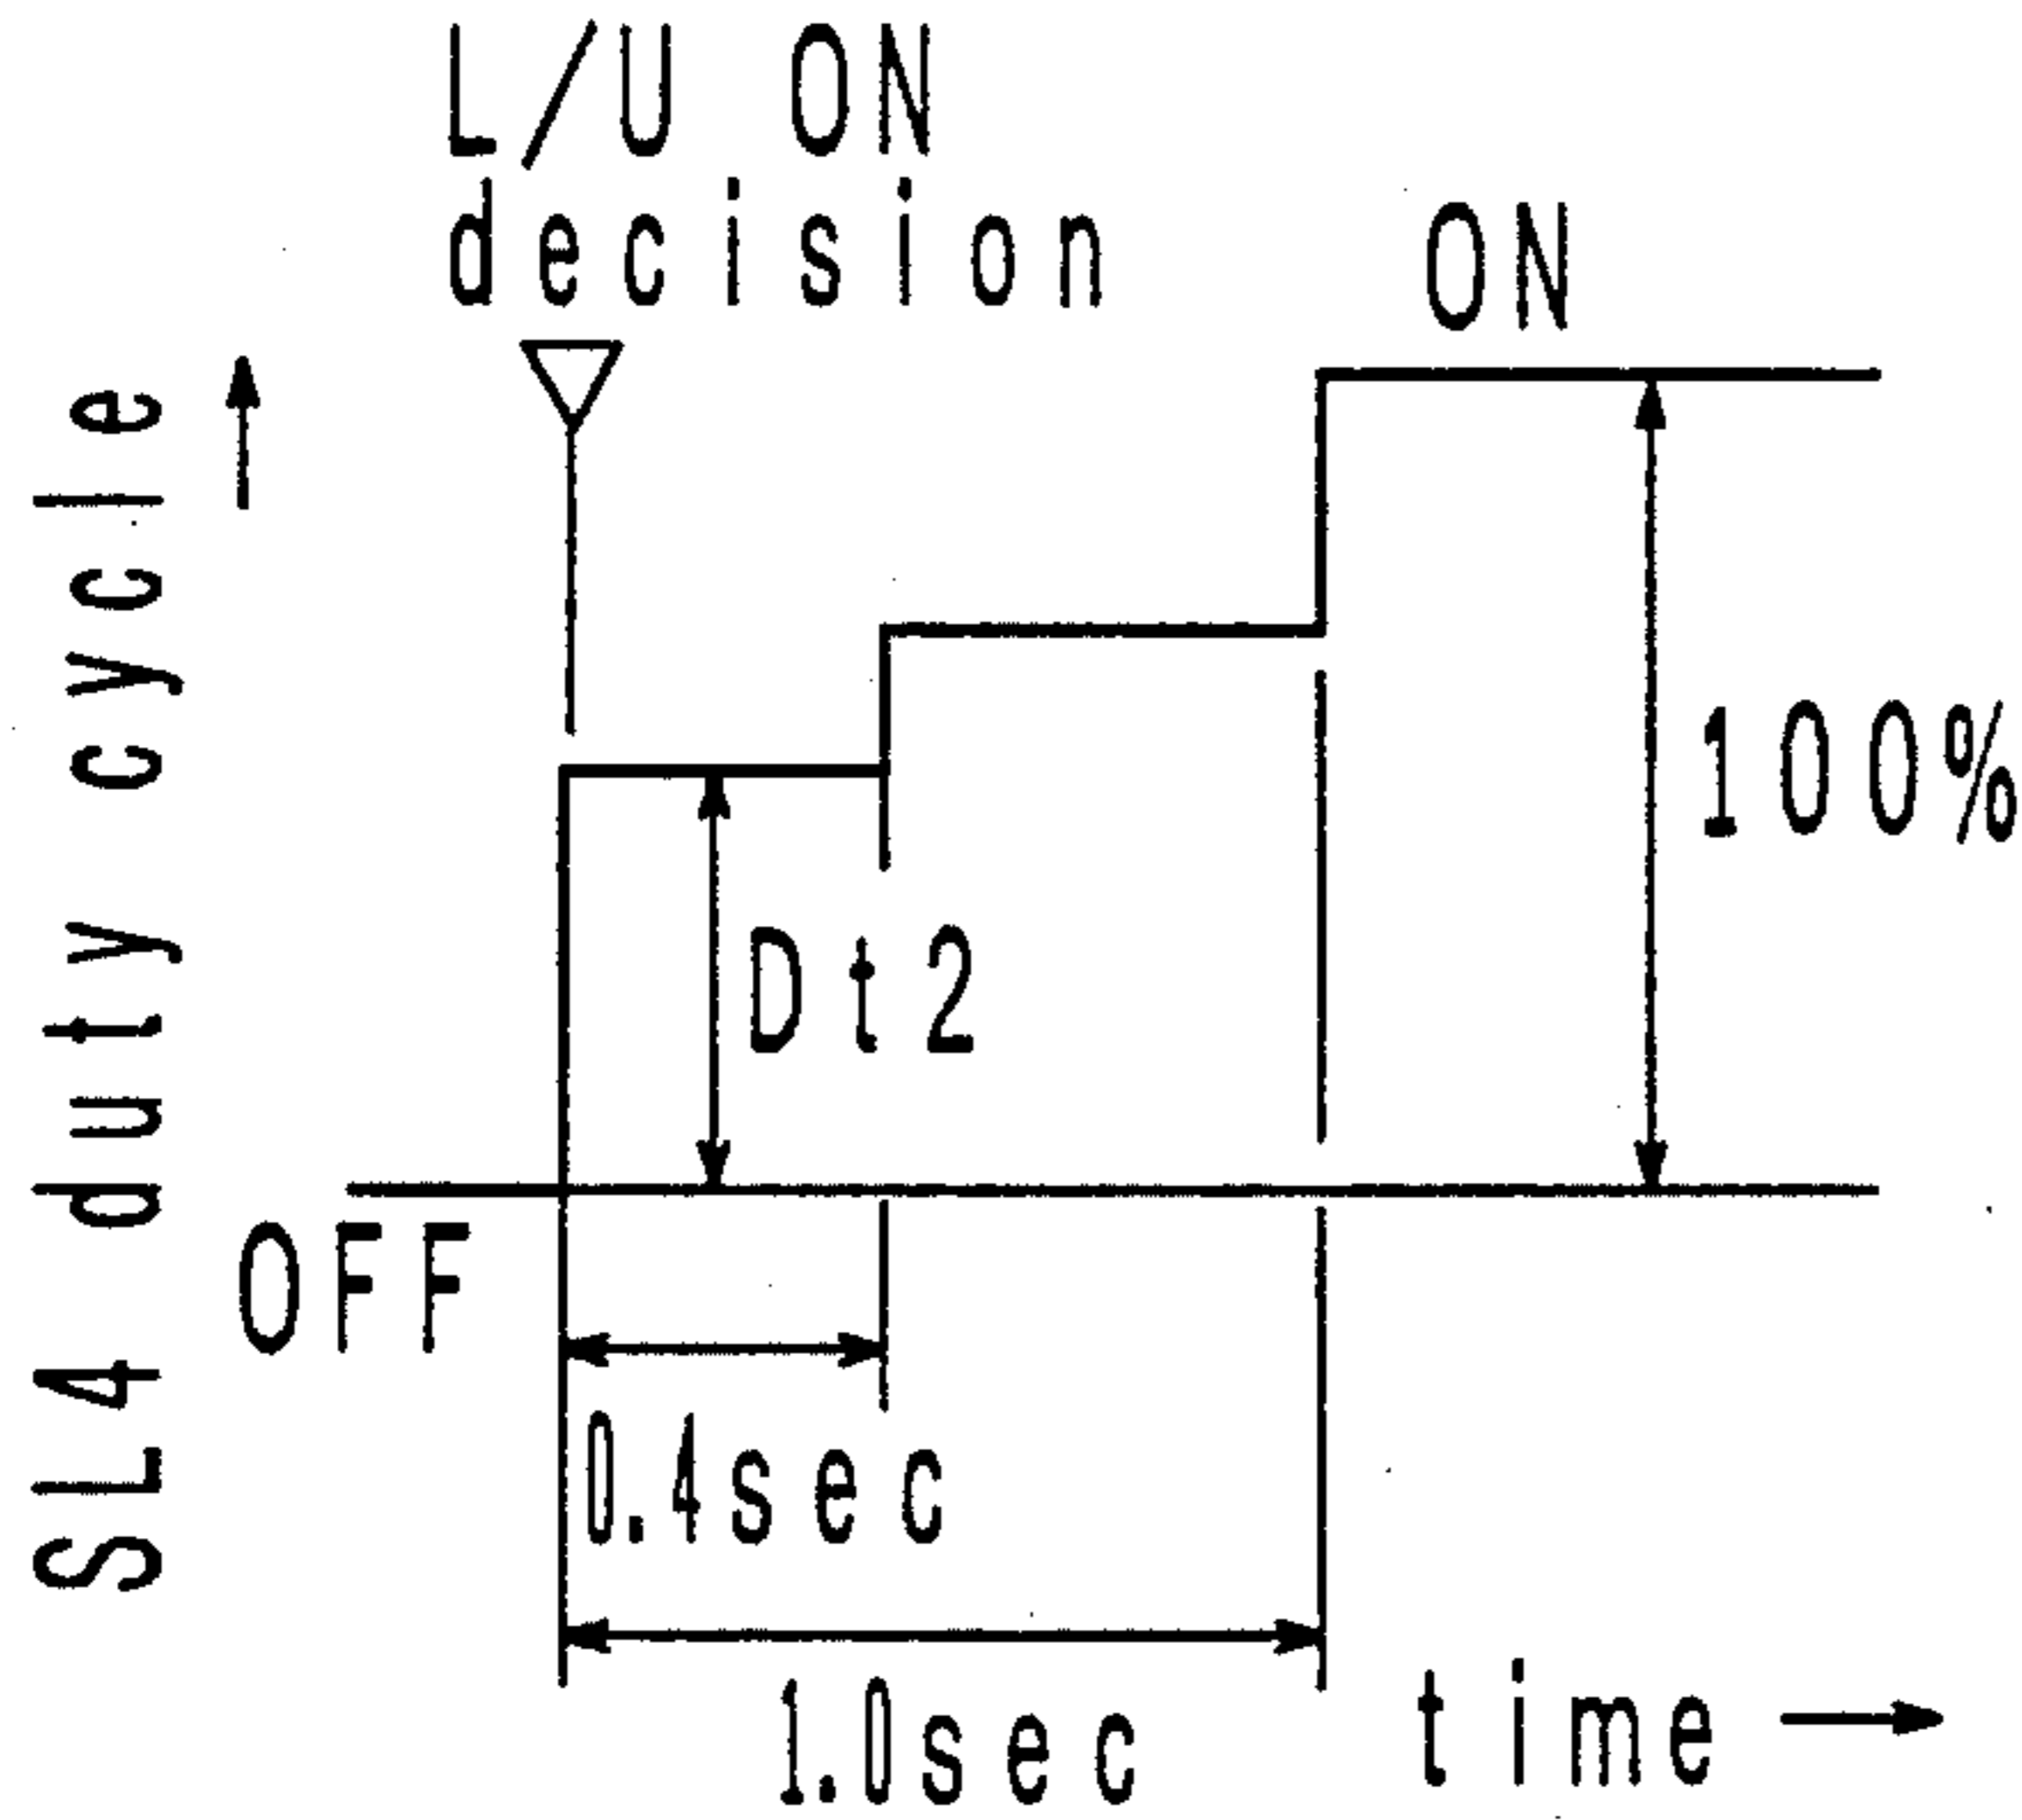 L/U ON
decision
ON
SL4 duty cycle
100%
Dt2
OFF
0.4sec
1.0sec
time